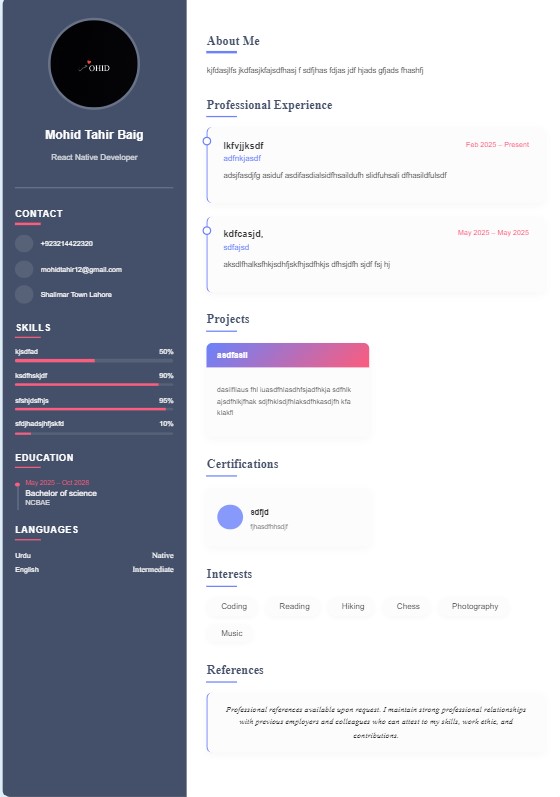 OHID
Mohid Tahir Baig
React Native Developer
CONTACT
+923214422320
mohidtahir12@gmail.com
Shalimar Town Lahore
SKILLS
kjsdfad 50%
ksdfhskjdf 90%
sfshjdsfhjs 95%
sfdjhadsjhfjskfd 10%
EDUCATION
May 2025 – Oct 2028
Bachelor of science
NCBAE
LANGUAGES
Urdu Native
English Intermediate
About Me
kjfdasjlfs jkdfasjkfajsdfhasj f sdfjhas fdjas jdf hjads gfjads fhashfj
Professional Experience
lkfvjjksdf Feb 2025 – Present
adfnkjasdf
adsjfasdjfg asiduf asdifasdialsidfhsaildufh slidfuhsali dfhasildfulsdf
kdfcasjd, May 2025 – May 2025
sdfajsd
aksdlfhalksfhkjsdhfjskfhjsdfhkjs dfhsjdfh sjdf fsj hj
Projects
asdfasli
dasilfliaus fhi luasdfhlasdhfsjadfhkja sdfhlk
ajsdfhlkjfhak sdjfhklsdjfhlaksdfhkasdjfh kfa
klakfl
Certifications
sdfjd
fjhasdfhhsdjf
Interests
Coding Reading Hiking Chess Photography
Music
References
Professional references available upon request. I maintain strong professional relationships
with previous employers and colleagues who can attest to my skills, work ethic, and
contributions.